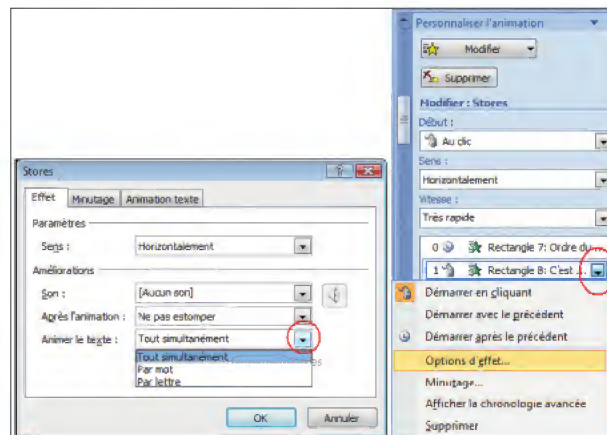 Personnaliser l'animation
Modifier
Supprimer
Modifier : Stores
Début :
Au clic
Sens :
Horizontalement
Vitesse :
Très rapide
0 Rectangle 7: Ordre du...
1 Rectangle 8: C'est ...
Démarrer en cliquant
Démarrer avec le précédent
Démarrer après le précédent
Options d'effet...
Minutage...
Afficher la chronologie avancée
Supprimer
Stores
Effet Minutage Animation texte
Paramètres
Sens : Horizontalement
Améliorations
Son : [Aucun son]
Après l'animation : Ne pas estomper
Animer le texte : Tout simultanément
Tout simultanément
Par mot
Par lettre
OK Annuler